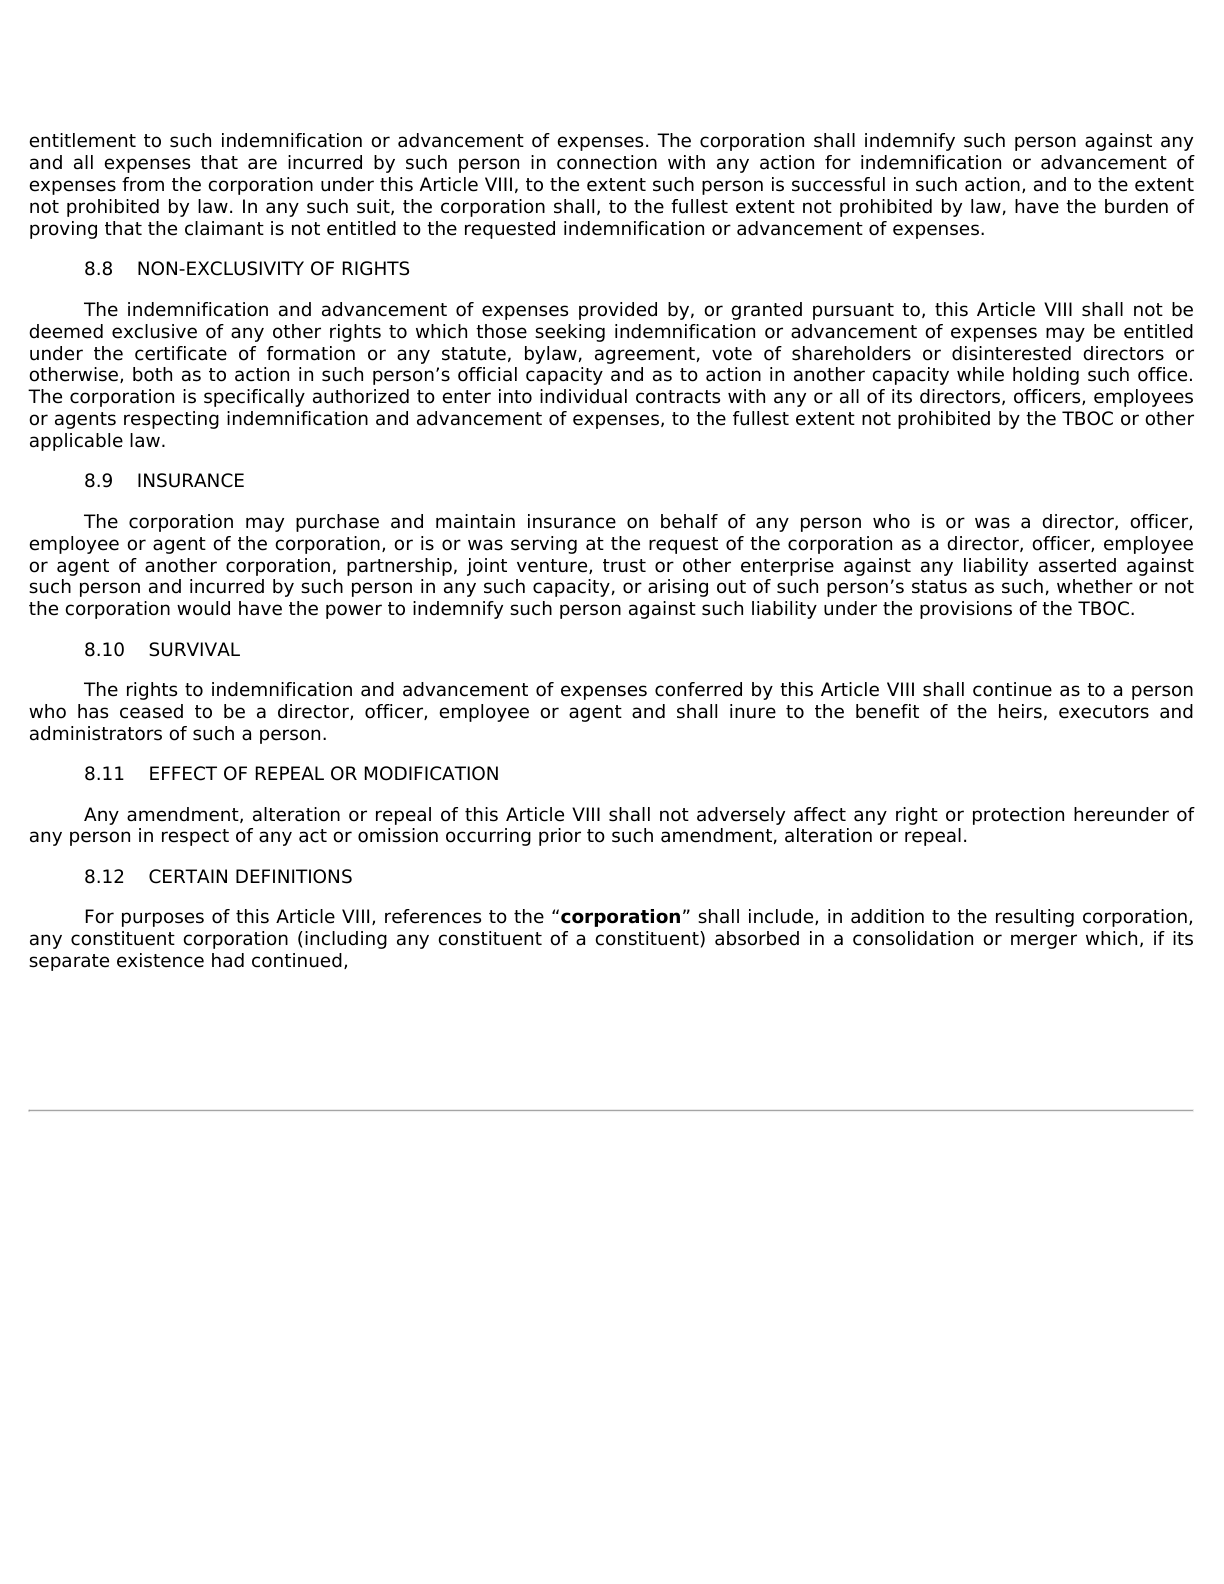 entitlement to such indemnification or advancement of expenses. The corporation shall indemnify such person against any
and all expenses that are incurred by such person in connection with any action for indemnification or advancement of
expenses from the corporation under this Article VIII, to the extent such person is successful in such action, and to the extent
not prohibited by law. In any such suit, the corporation shall, to the fullest extent not prohibited by law, have the burden of
proving that the claimant is not entitled to the requested indemnification or advancement of expenses.
8.8 NON-EXCLUSIVITY OF RIGHTS
The indemnification and advancement of expenses provided by, or granted pursuant to, this Article VIII shall not be
deemed exclusive of any other rights to which those seeking indemnification or advancement of expenses may be entitled
under the certificate of formation or any statute, bylaw, agreement, vote of shareholders or disinterested directors or
otherwise, both as to action in such person’s official capacity and as to action in another capacity while holding such office.
The corporation is specifically authorized to enter into individual contracts with any or all of its directors, officers, employees
or agents respecting indemnification and advancement of expenses, to the fullest extent not prohibited by the TBOC or other
applicable law.
8.9 INSURANCE
The corporation may purchase and maintain insurance on behalf of any person who is or was a director, officer,
employee or agent of the corporation, or is or was serving at the request of the corporation as a director, officer, employee
or agent of another corporation, partnership, joint venture, trust or other enterprise against any liability asserted against
such person and incurred by such person in any such capacity, or arising out of such person’s status as such, whether or not
the corporation would have the power to indemnify such person against such liability under the provisions of the TBOC.
8.10 SURVIVAL
The rights to indemnification and advancement of expenses conferred by this Article VIII shall continue as to a person
who has ceased to be a director, officer, employee or agent and shall inure to the benefit of the heirs, executors and
administrators of such a person.
8.11 EFFECT OF REPEAL OR MODIFICATION
Any amendment, alteration or repeal of this Article VIII shall not adversely affect any right or protection hereunder of
any person in respect of any act or omission occurring prior to such amendment, alteration or repeal.
8.12 CERTAIN DEFINITIONS
For purposes of this Article VIII, references to the “corporation” shall include, in addition to the resulting corporation,
any constituent corporation (including any constituent of a constituent) absorbed in a consolidation or merger which, if its
separate existence had continued,